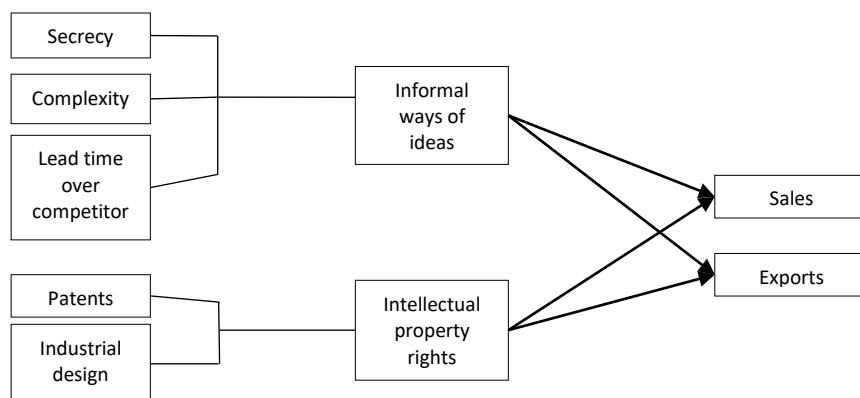 Secrecy
Complexity
Lead time
over
competitor
Patents
Industrial
design
Informal
ways of
ideas
Intellectual
property
rights
Sales
Exports